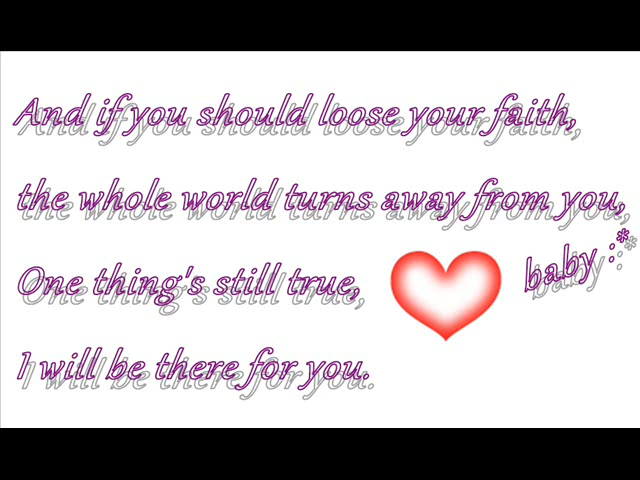 And if you should loose your faith,
the whole world turns away from you,
baby :*
One thing's still true,
I will be there for you.